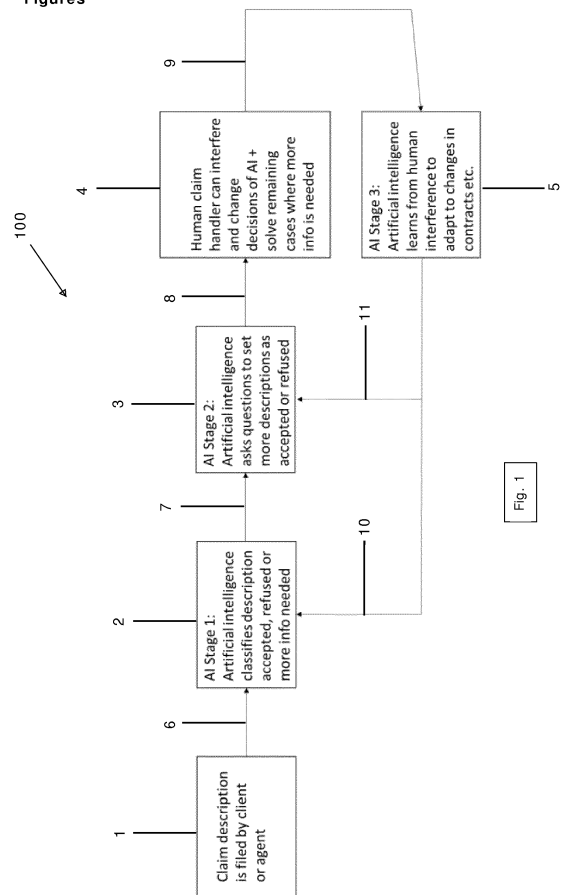 Figures
100
1
Claim description
is filed by client
or agent
6
2
AI Stage 1:
Artificial intelligence
classifies description
accepted, refused or
more info needed
7
3
AI Stage 2:
Artificial intelligence
asks questions to set
more descriptions as
accepted or refused
8
4
Human claim
handler can interfere
and change
decisions of AI +
solve remaining
cases where more
info is needed
9
AI Stage 3:
Artificial intelligence
learns from human
interference to
adapt to changes in
contracts etc.
5
10
11
Fig. 1